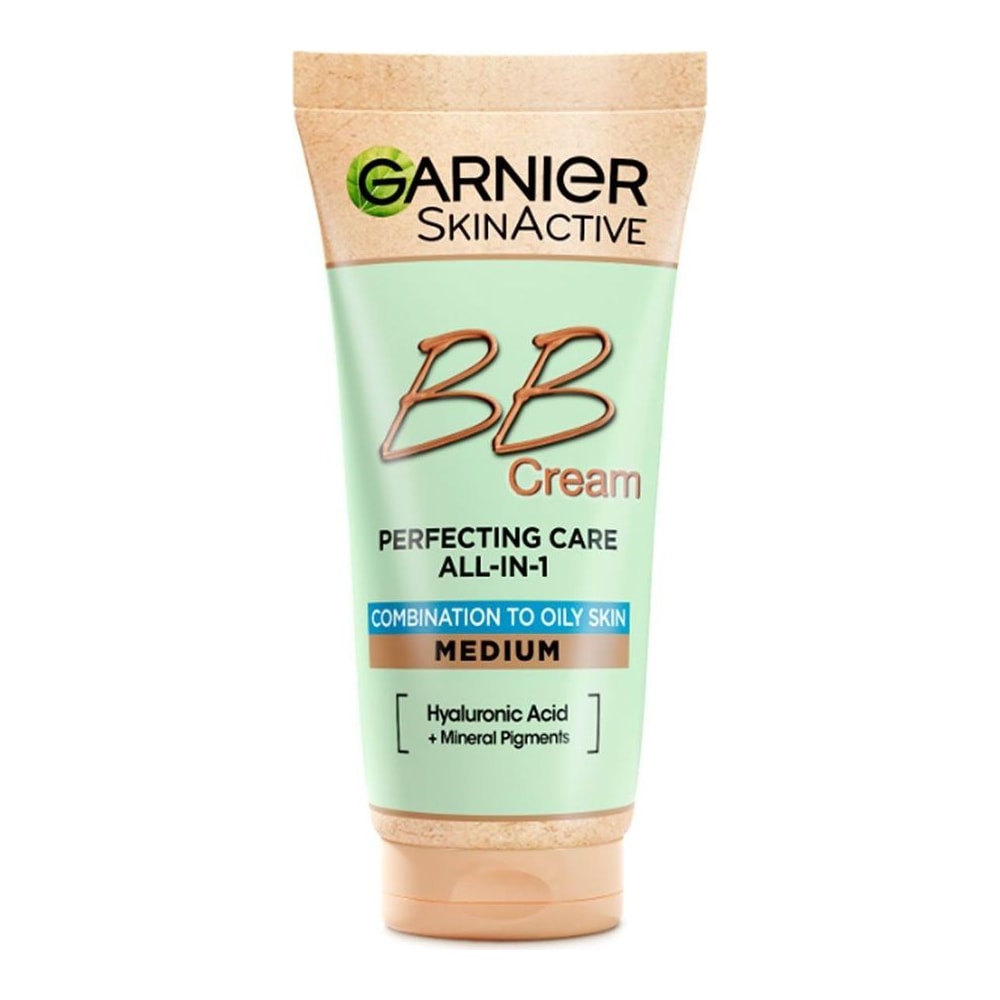 GARNIER
SKINACTIVE
BB
Cream
PERFECTING CARE
ALL-IN-1
COMBINATION TO OILY SKIN
MEDIUM
Hyaluronic Acid
+ Mineral Pigments